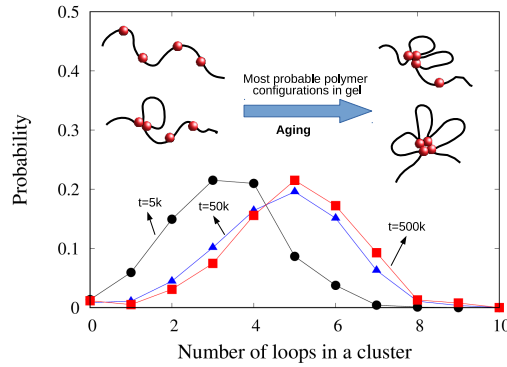 0.5
0.4
0.3
0.2
0.1
0
Probability
Most probable polymer
configurations in gel
Aging
t=5k
t=50k
t=500k
0 2 4 6 8 10
Number of loops in a cluster